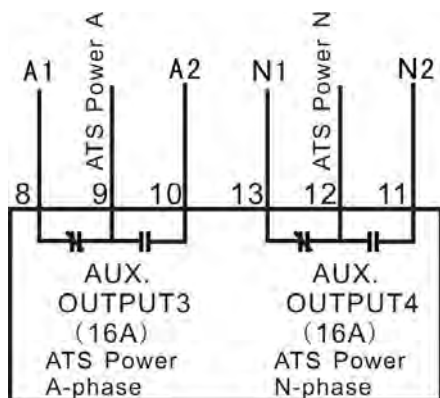 A1 ATS Power A A2 N1 ATS Power N N2
8 9 10 13 12 11
AUX. AUX.
OUTPUT3 OUTPUT4
(16A) (16A)
ATS Power ATS Power
A-phase N-phase